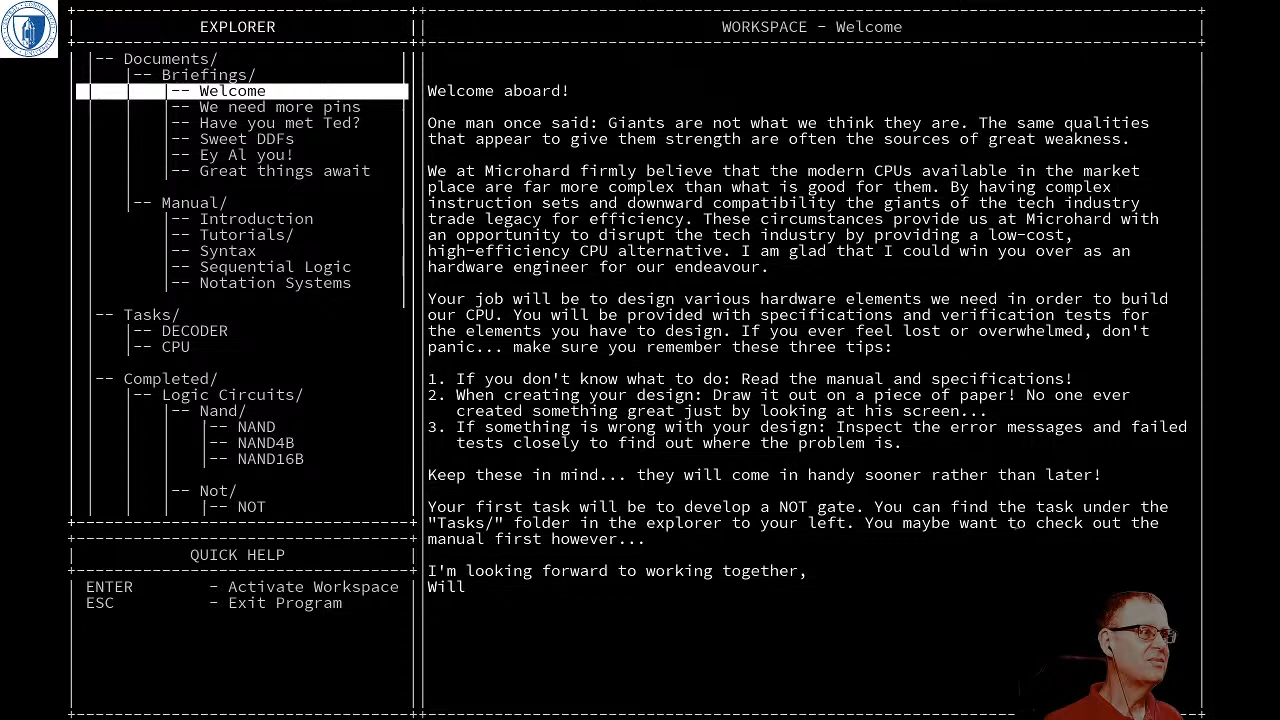 EXPLORER
-- Documents/
-- Briefings/
-- Welcome
-- We need more pins
-- Have you met Ted?
-- Sweet DDFs
-- Ey Al you!
-- Great things await
-- Manual/
-- Introduction
-- Tutorials/
-- Syntax
-- Sequential Logic
-- Notation Systems
-- Tasks/
-- DECODER
-- CPU
-- Completed/
-- Logic Circuits/
-- Nand/
-- NAND
-- NAND4B
-- NAND16B
-- Not/
-- NOT
QUICK HELP
ENTER - Activate Workspace
ESC - Exit Program
WORKSPACE - Welcome
Welcome aboard!
One man once said: Giants are not what we think they are. The same qualities
that appear to give them strength are often the sources of great weakness.
We at Microhard firmly believe that the modern CPUs available in the market
place are far more complex than what is good for them. By having complex
instruction sets and downward compatibility the giants of the tech industry
trade legacy for efficiency. These circumstances provide us at Microhard with
an opportunity to disrupt the tech industry by providing a low-cost,
high-efficiency CPU alternative. I am glad that I could win you over as an
hardware engineer for our endeavour.
Your job will be to design various hardware elements we need in order to build
our CPU. You will be provided with specifications and verification tests for
the elements you have to design. If you ever feel lost or overwhelmed, don't
panic... make sure you remember these three tips:
1. If you don't know what to do: Read the manual and specifications!
2. When creating your design: Draw it out on a piece of paper! No one ever
created something great just by looking at his screen...
3. If something is wrong with your design: Inspect the error messages and failed
tests closely to find out where the problem is.
Keep these in mind... they will come in handy sooner rather than later!
Your first task will be to develop a NOT gate. You can find the task under the
"Tasks/" folder in the explorer to your left. You maybe want to check out the
manual first however...
I'm looking forward to working together,
Will